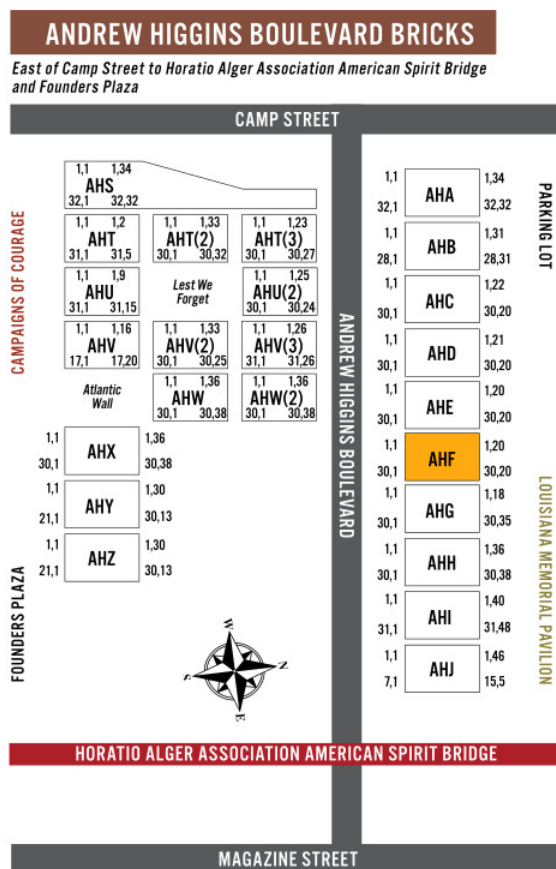 ANDREW HIGGINS BOULEVARD BRICKS
East of Camp Street to Horatio Alger Association American Spirit Bridge
and Founders Plaza
CAMP STREET
1,1 1,34
AHS
32,1 32,32
1,1 1,2
AHT
31,1 31,5
1,1 1,33
AHT(2)
30,1 30,32
1,1 1,23
AHT(3)
30,1 30,27
1,1 1,9
AHU
31,1 31,15
Lest We
Forget
1,1 1,25
AHU(2)
30,1 30,24
1,1 1,16
AHV
17,1 17,20
1,1 1,33
AHV(2)
30,1 30,25
1,1 1,26
AHV(3)
31,1 31,26
Atlantic
Wall
1,1 1,36
AHW
30,1 30,38
1,1 1,36
AHW(2)
30,1 30,38
1,1 1,36
AHX
30,1 30,38
1,1 1,30
AHY
21,1 30,13
1,1 1,30
AHZ
21,1 30,13
CAMPAIGNS OF COURAGE
FOUNDERS PLAZA
W
N
S
E
ANDREW HIGGINS BOULEVARD
1,1 1,34
AHA
32,1 32,32
1,1 1,31
AHB
28,1 28,31
1,1 1,22
AHC
30,1 30,20
1,1 1,21
AHD
30,1 30,20
1,1 1,20
AHE
30,1 30,20
1,1 1,20
AHF
30,1 30,20
1,1 1,18
AHG
30,1 30,35
1,1 1,36
AHH
30,1 30,38
1,1 1,40
AHI
31,1 31,48
1,1 1,46
AHJ
7,1 15,5
PARKING LOT
LOUISIANA MEMORIAL PAVILION
HORATIO ALGER ASSOCIATION AMERICAN SPIRIT BRIDGE
MAGAZINE STREET